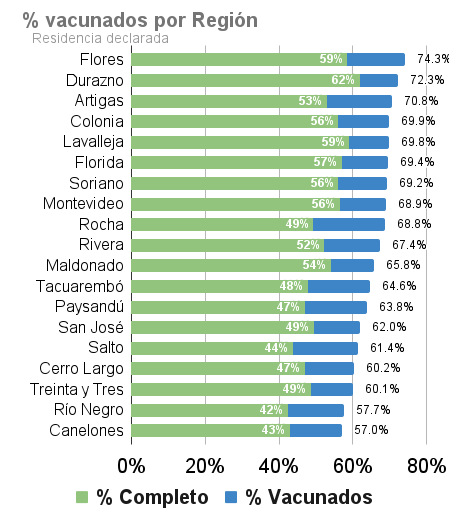 % vacunados por Región
Residencia declarada
Flores 59% 74.3%
Durazno 62% 72.3%
Artigas 53% 70.8%
Colonia 56% 69.9%
Lavalleja 59% 69.8%
Florida 57% 69.4%
Soriano 56% 69.2%
Montevideo 56% 68.9%
Rocha 49% 68.8%
Rivera 52% 67.4%
Maldonado 54% 65.8%
Tacuarembó 48% 64.6%
Paysandú 47% 63.8%
San José 49% 62.0%
Salto 44% 61.4%
Cerro Largo 47% 60.2%
Treinta y Tres 49% 60.1%
Río Negro 42% 57.7%
Canelones 43% 57.0%
0% 20% 40% 60% 80%
% Completo % Vacunados